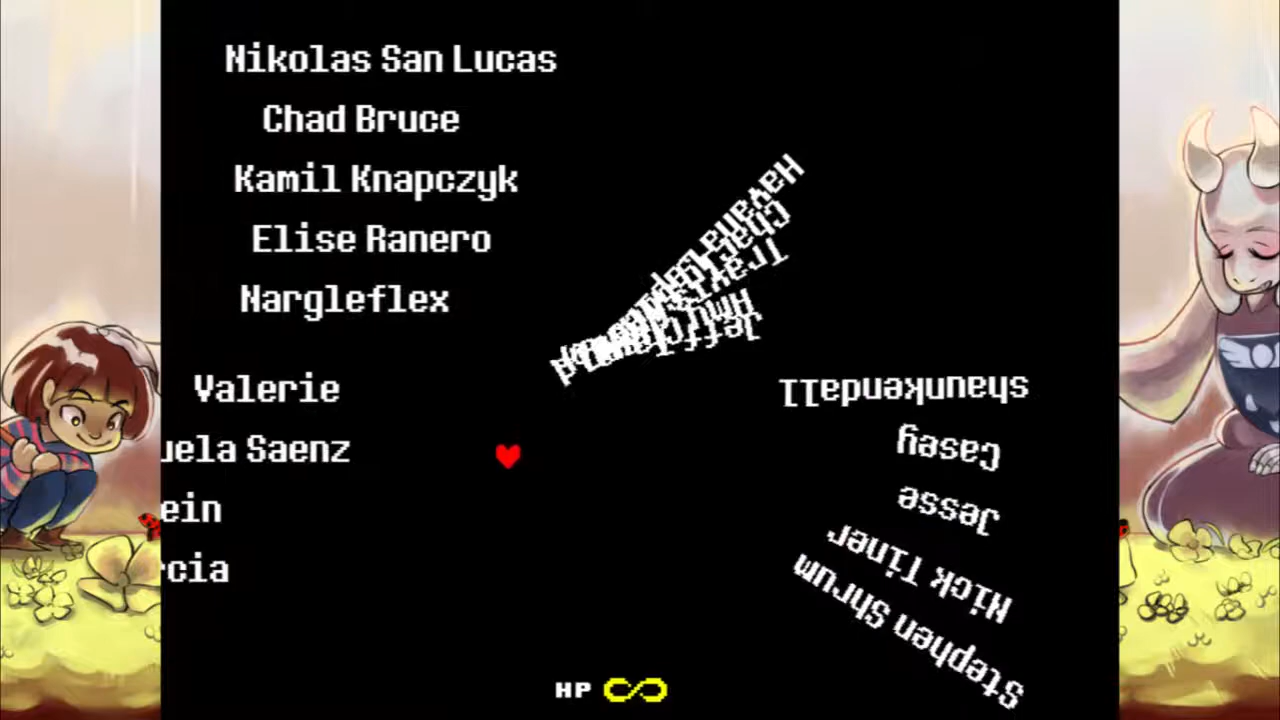 Nikolas San Lucas
Chad Bruce
Kamil Knapczyk
Elise Ranero
Nargleflex
Valerie
uela Saenz
ein
rcia
shaunkendall
Casey
Jesse
Nick Tiner
Stephen Shrum
HP